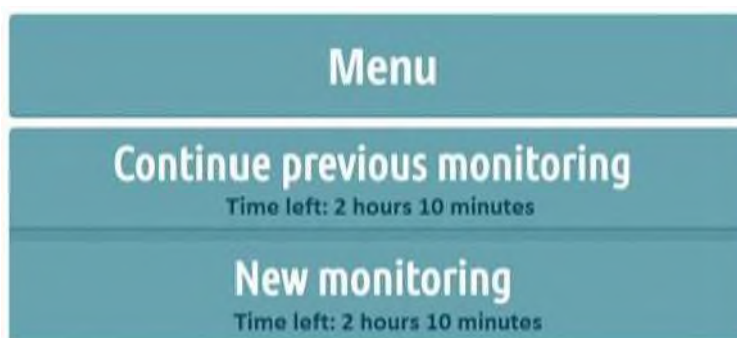 Menu
Continue previous monitoring
Time left: 2 hours 10 minutes
New monitoring
Time left: 2 hours 10 minutes